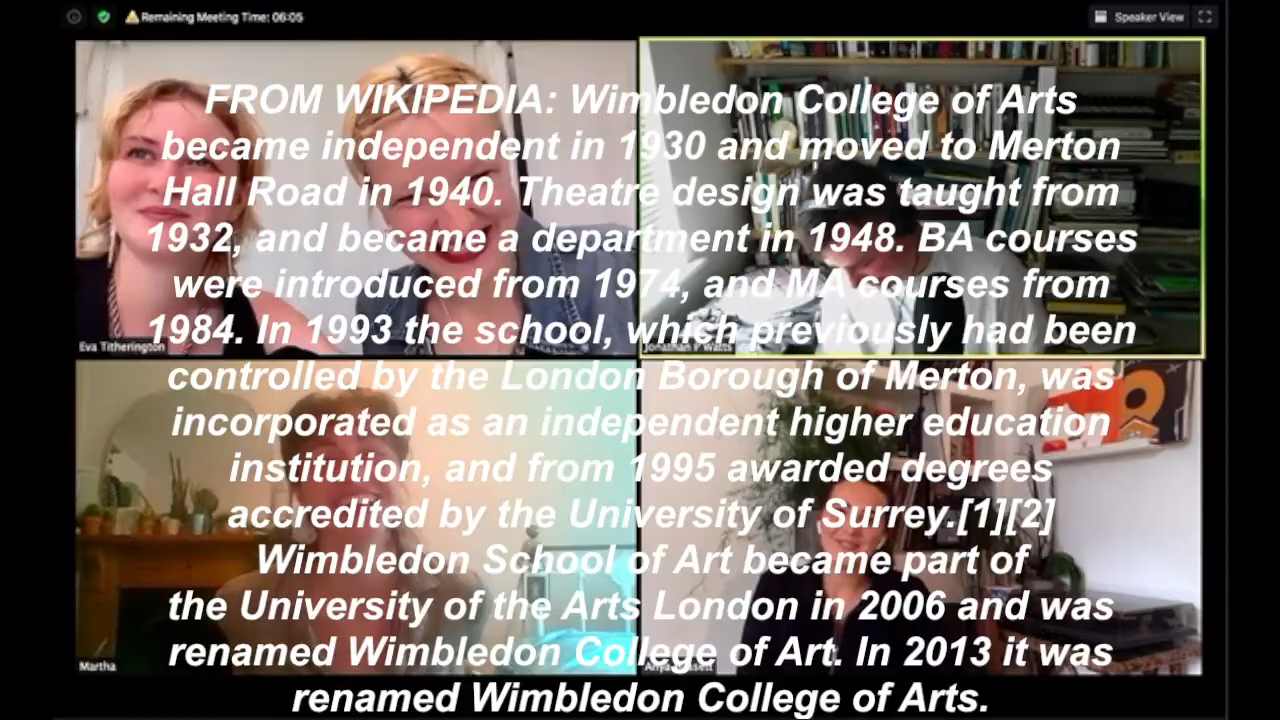 Remaining Meeting Time: 06:05
Speaker View
FROM WIKIPEDIA: Wimbledon College of Arts
became independent in 1930 and moved to Merton
Hall Road in 1940. Theatre design was taught from
1932, and became a department in 1948. BA courses
were introduced from 1974, and MA courses from
1984. In 1993 the school, which previously had been
controlled by the London Borough of Merton, was
incorporated as an independent higher education
institution, and from 1995 awarded degrees
accredited by the University of Surrey.[1][2]
Wimbledon School of Art became part of
the University of the Arts London in 2006 and was
renamed Wimbledon College of Art. In 2013 it was
renamed Wimbledon College of Arts.
Eva Titherington
Jonathan P Watts
Martha